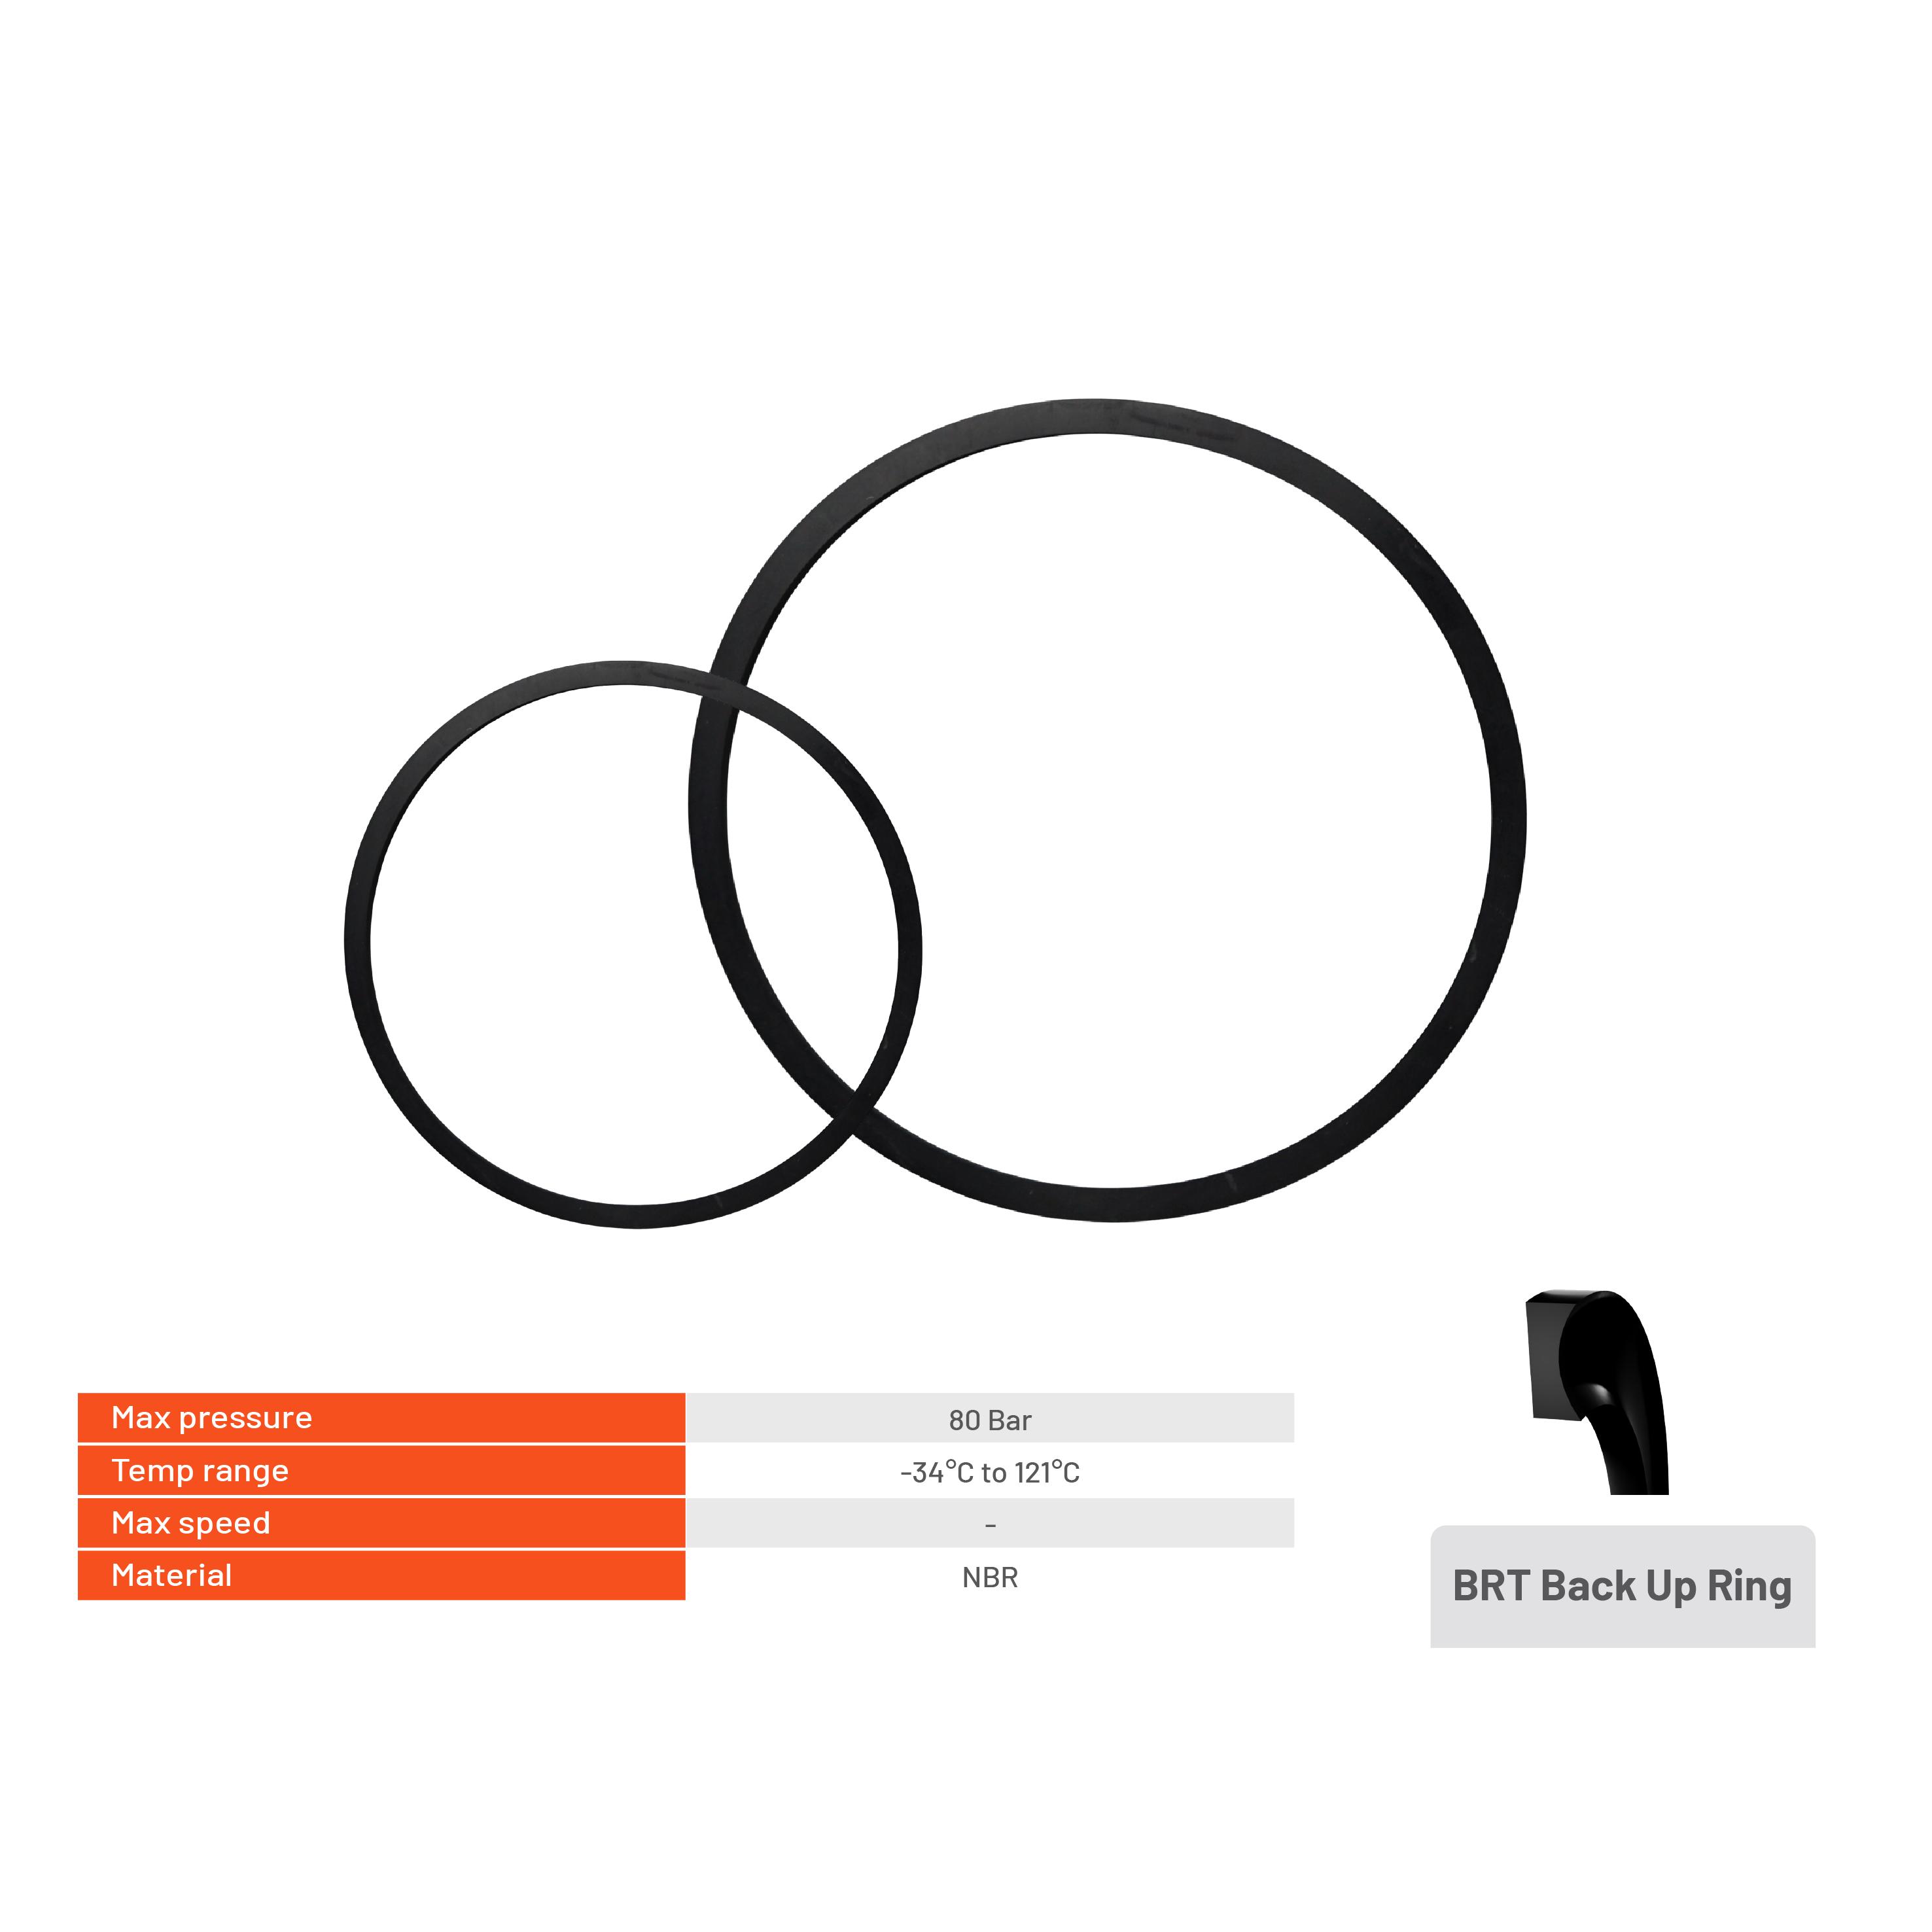 Max pressure 80 Bar
Temp range -34°C to 121°C
Max speed -
Material NBR
BRT Back Up Ring